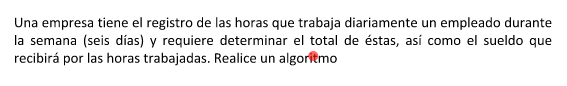 Una empresa tiene el registro de las horas que trabaja diariamente un empleado durante
la semana (seis días) y requiere determinar el total de éstas, así como el sueldo que
recibirá por las horas trabajadas. Realice un algoritmo